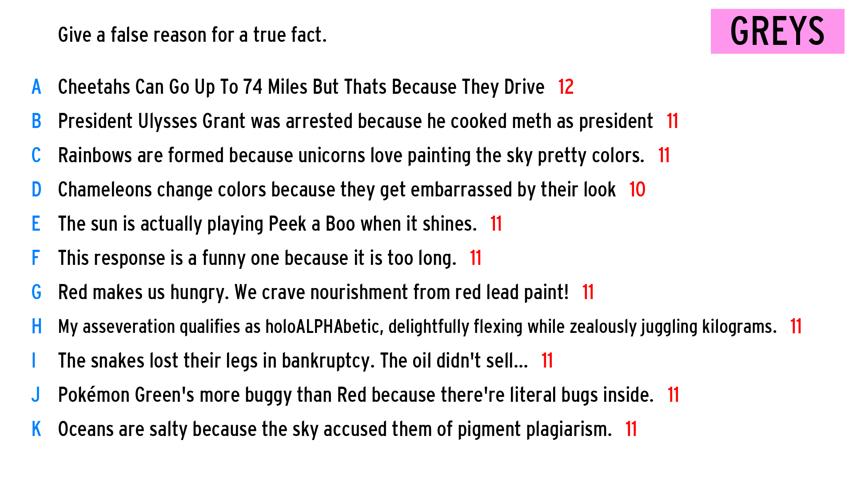 Give a false reason for a true fact.
GREYS
A Cheetahs Can Go Up To 74 Miles But Thats Because They Drive 12
B President Ulysses Grant was arrested because he cooked meth as president 11
C Rainbows are formed because unicorns love painting the sky pretty colors. 11
D Chameleons change colors because they get embarrassed by their look 10
E The sun is actually playing Peek a Boo when it shines. 11
F This response is a funny one because it is too long. 11
G Red makes us hungry. We crave nourishment from red lead paint! 11
H My asseveration qualifies as holoALPHAbetic, delightfully flexing while zealously juggling kilograms. 11
I The snakes lost their legs in bankruptcy. The oil didn't sell... 11
J Pokémon Green's more buggy than Red because there're literal bugs inside. 11
K Oceans are salty because the sky accused them of pigment plagiarism. 11